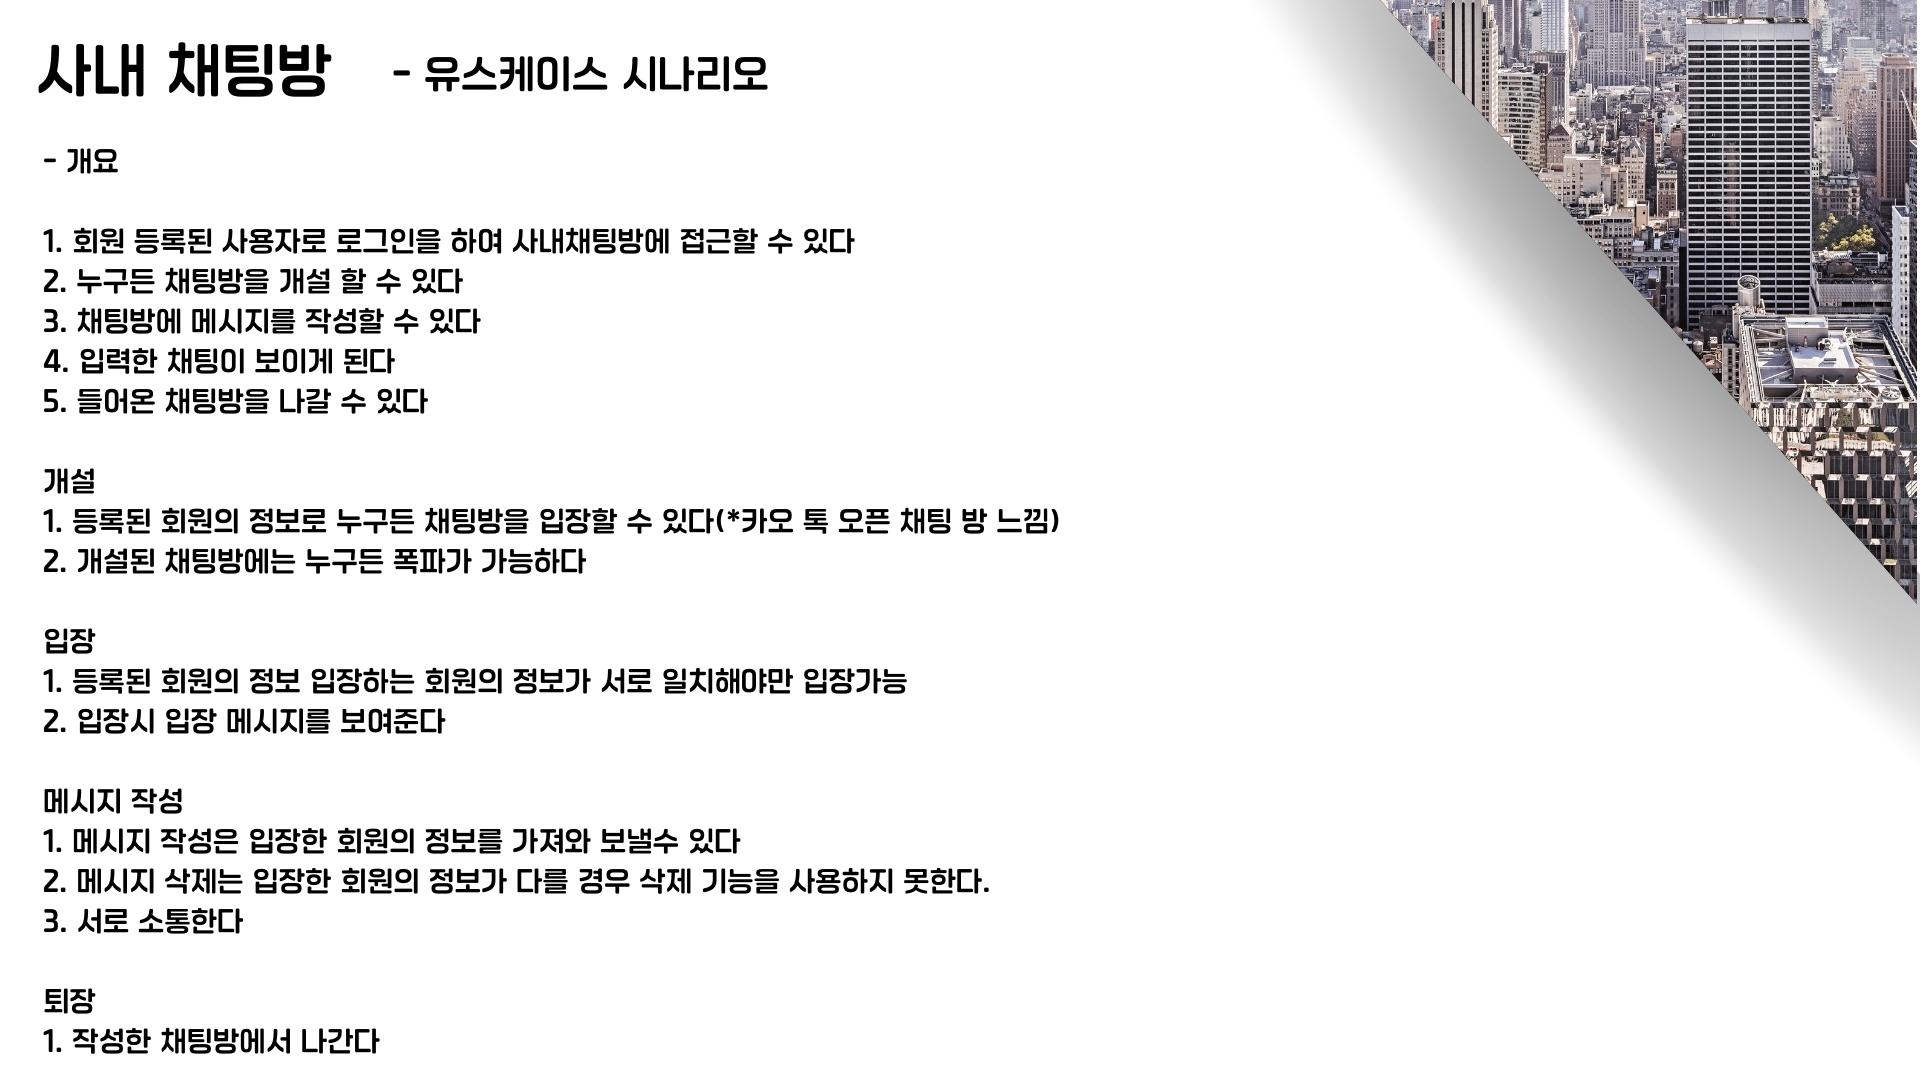 사내 채팅방 - 유스케이스 시나리오
- 개요
1. 회원 등록된 사용자로 로그인을 하여 사내채팅방에 접근할 수 있다
2. 누구든 채팅방을 개설 할 수 있다
3. 채팅방에 메시지를 작성할 수 있다
4. 입력한 채팅이 보이게 된다
5. 들어온 채팅방을 나갈 수 있다
개설
1. 등록된 회원의 정보로 누구든 채팅방을 입장할 수 있다(*카오 톡 오픈 채팅 방 느낌)
2. 개설된 채팅방에는 누구든 폭파가 가능하다
입장
1. 등록된 회원의 정보 입장하는 회원의 정보가 서로 일치해야만 입장가능
2. 입장시 입장 메시지를 보여준다
메시지 작성
1. 메시지 작성은 입장한 회원의 정보를 가져와 보낼수 있다
2. 메시지 삭제는 입장한 회원의 정보가 다를 경우 삭제 기능을 사용하지 못한다.
3. 서로 소통한다
퇴장
1. 작성한 채팅방에서 나간다